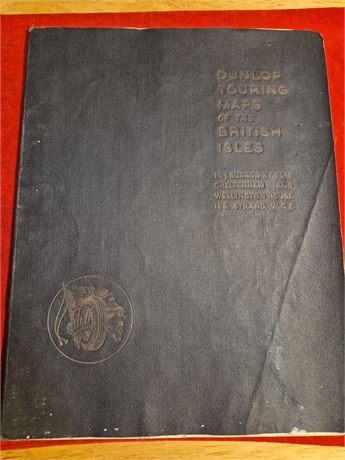 DUNLOP
TOURING
MAPS
OF THE
BRITISH
ISLES
ED. J. BURROW & CO. LTD
CHELTENHAM AND
WELLINGTON HOUSE
125, STRAND, W.C.2